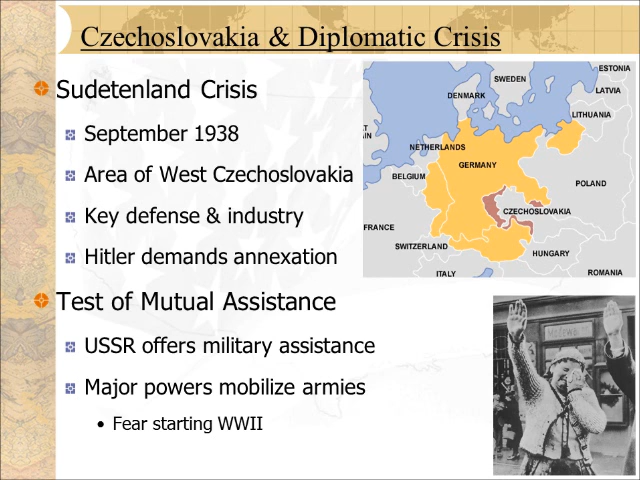 Czechoslovakia & Diplomatic Crisis
Sudetenland Crisis
September 1938
Area of West Czechoslovakia
Key defense & industry
Hitler demands annexation
Test of Mutual Assistance
USSR offers military assistance
Major powers mobilize armies
• Fear starting WWII
ESTONIA
SWEDEN
LATVIA
DENMARK
LITHUANIA
NETHERLANDS
GERMANY
BELGIUM
POLAND
CZECHOSLOVAKIA
FRANCE
SWITZERLAND
HUNGARY
ITALY
ROMANIA